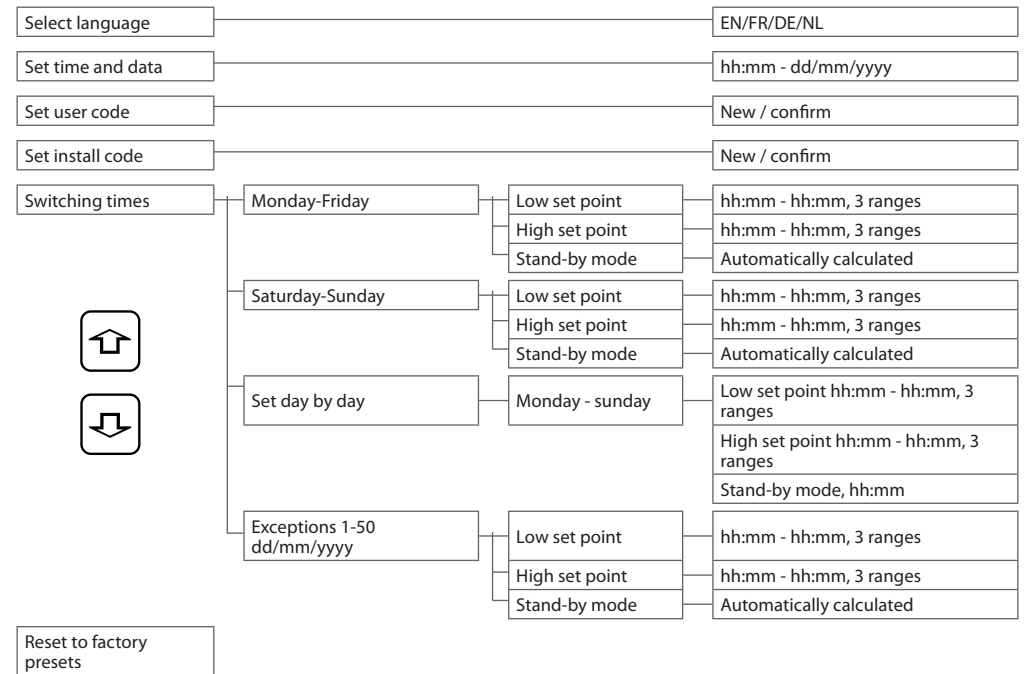 Select language
EN/FR/DE/NL
Set time and data
hh:mm - dd/mm/yyyy
Set user code
New / confirm
Set install code
New / confirm
Switching times
Monday-Friday
Low set point
hh:mm - hh:mm, 3 ranges
High set point
hh:mm - hh:mm, 3 ranges
Stand-by mode
Automatically calculated
Saturday-Sunday
Low set point
hh:mm - hh:mm, 3 ranges
High set point
hh:mm - hh:mm, 3 ranges
Stand-by mode
Automatically calculated
Set day by day
Monday - sunday
Low set point hh:mm - hh:mm, 3
ranges
High set point hh:mm - hh:mm, 3
ranges
Stand-by mode, hh:mm
Exceptions 1-50
dd/mm/yyyy
Low set point
hh:mm - hh:mm, 3 ranges
High set point
hh:mm - hh:mm, 3 ranges
Stand-by mode
Automatically calculated
Reset to factory
presets